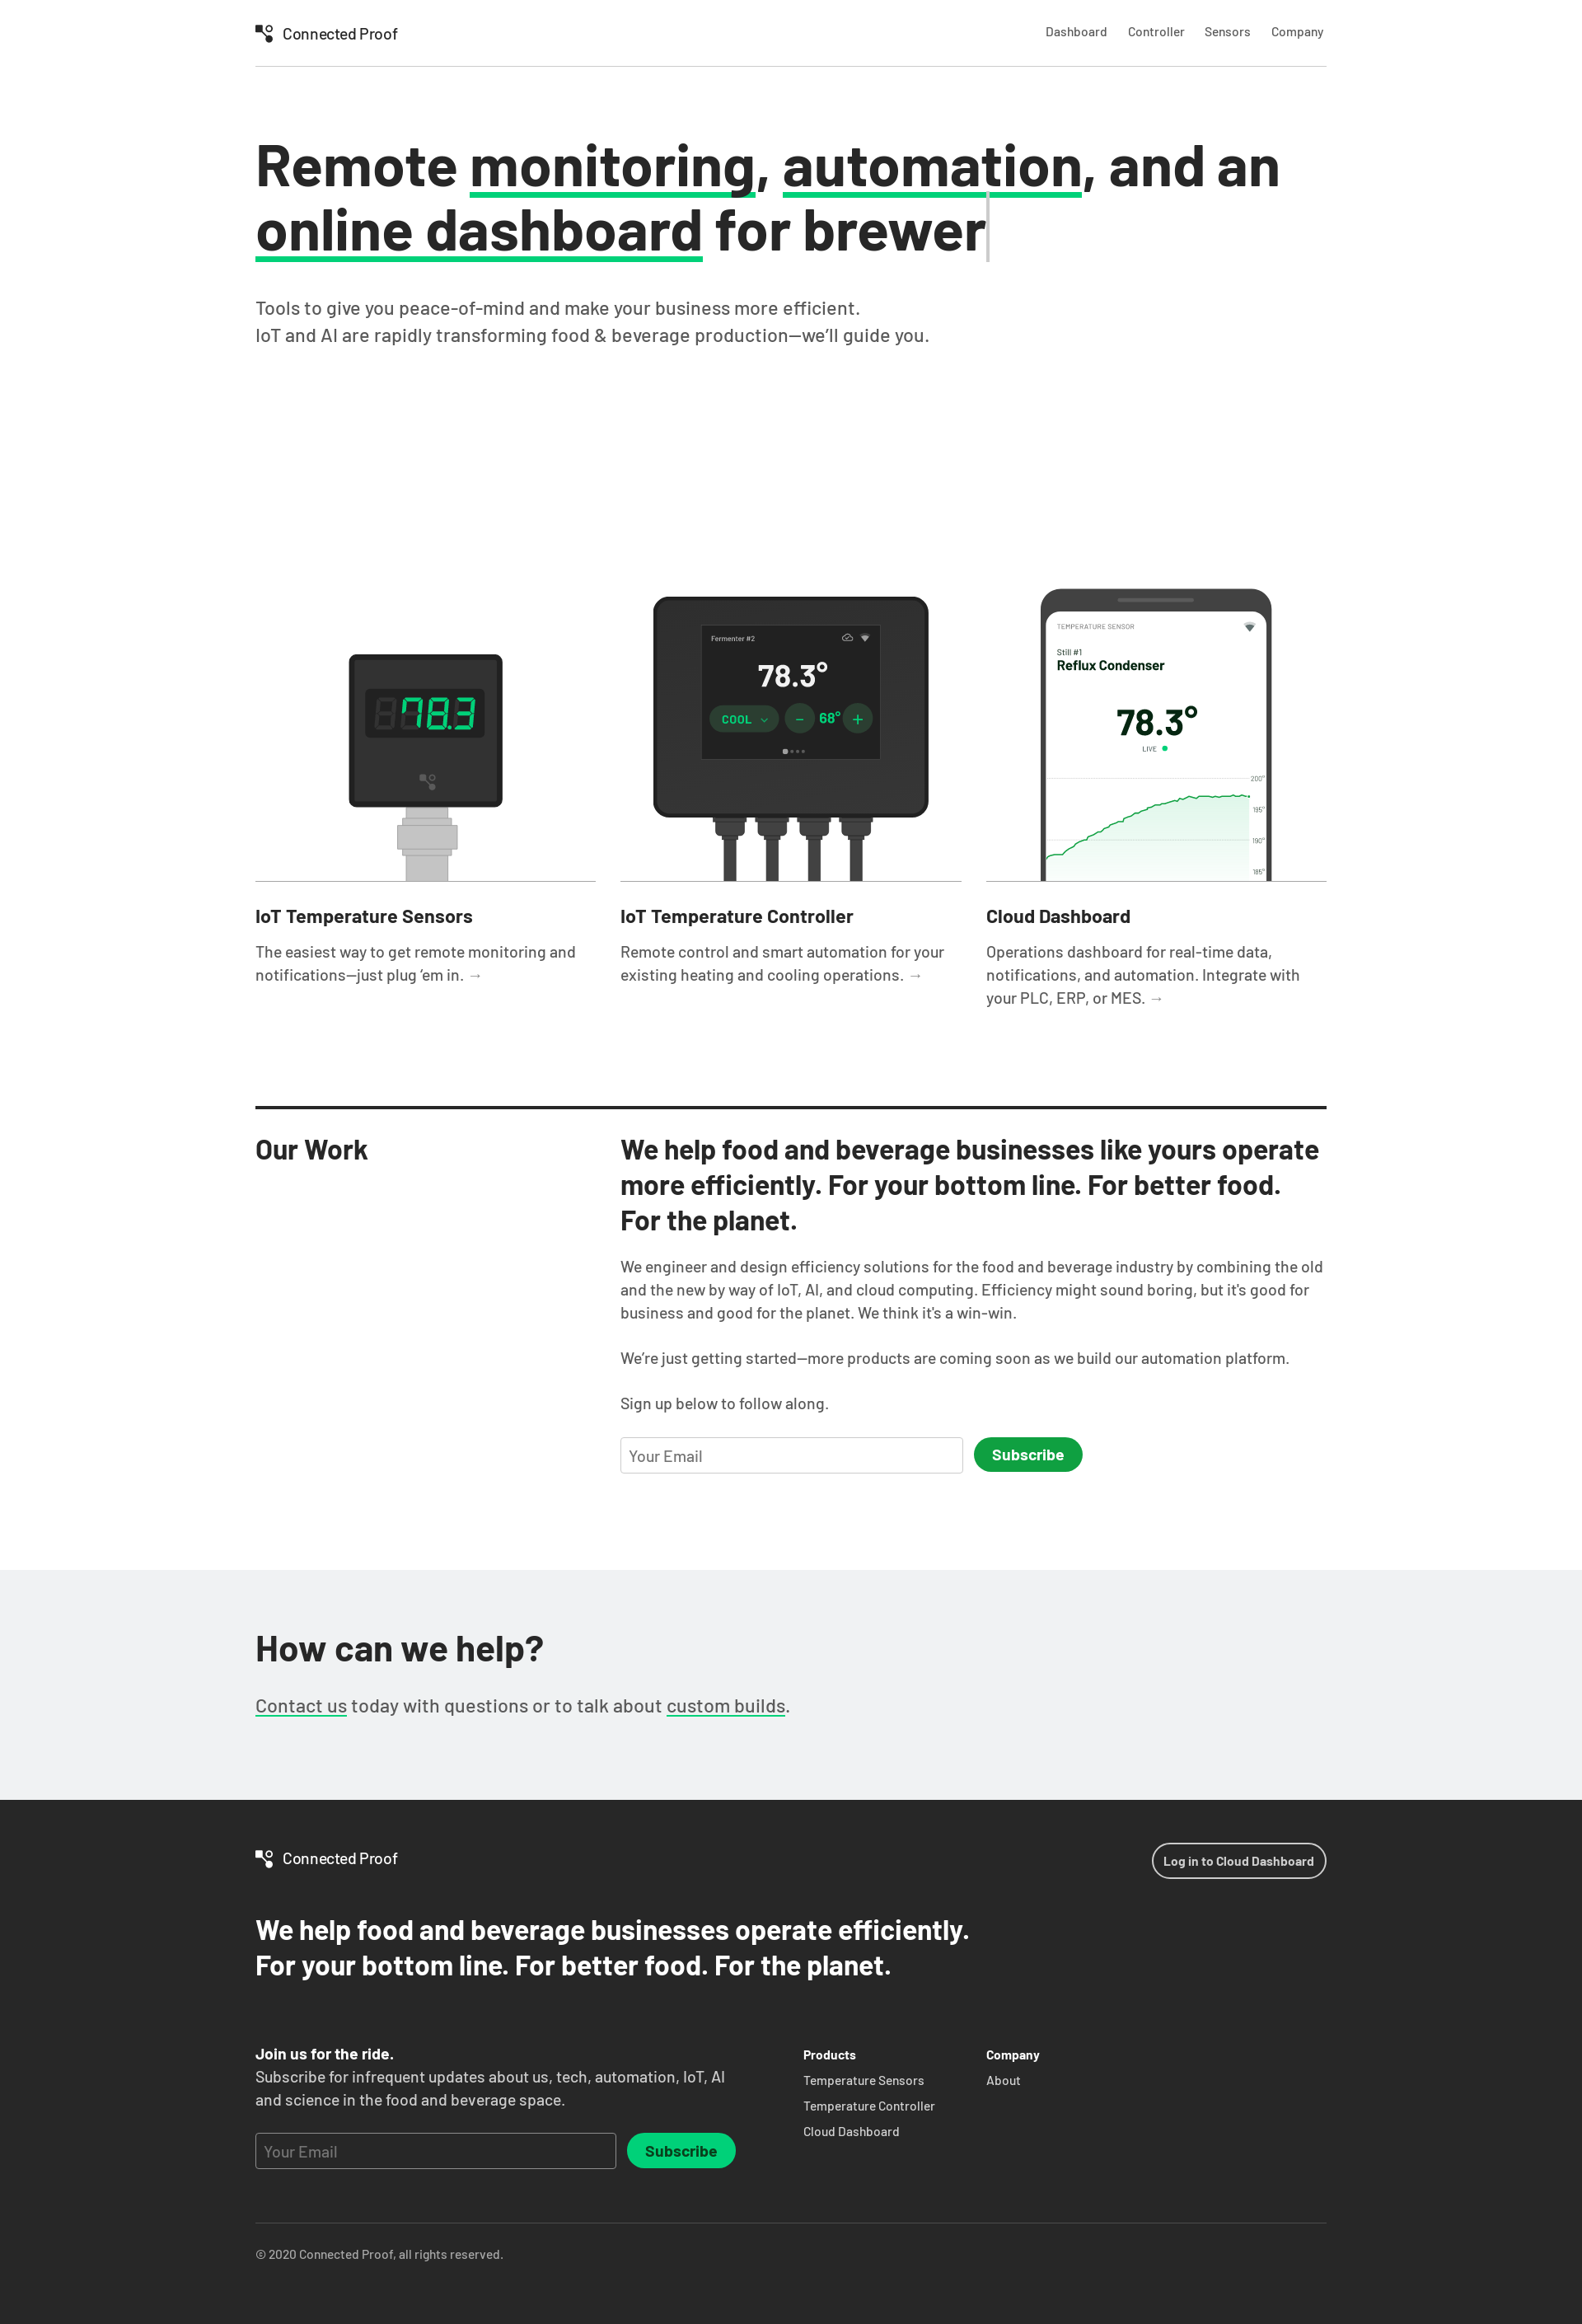 Connected Proof
Dashboard Controller Sensors Company
Remote monitoring, automation, and an
online dashboard for brewer
Tools to give you peace-of-mind and make your business more efficient.
IoT and AI are rapidly transforming food & beverage production—we’ll guide you.
78.3
Fermenter #2
78.3°
COOL
–
68°
+
TEMPERATURE SENSOR
Still #1
Reflux Condenser
78.3°
LIVE
200°
195°
190°
185°
IoT Temperature Sensors
The easiest way to get remote monitoring and
notifications—just plug ’em in. →
IoT Temperature Controller
Remote control and smart automation for your
existing heating and cooling operations. →
Cloud Dashboard
Operations dashboard for real-time data,
notifications, and automation. Integrate with
your PLC, ERP, or MES. →
Our Work
We help food and beverage businesses like yours operate
more efficiently. For your bottom line. For better food.
For the planet.
We engineer and design efficiency solutions for the food and beverage industry by combining the old
and the new by way of IoT, AI, and cloud computing. Efficiency might sound boring, but it's good for
business and good for the planet. We think it's a win-win.
We’re just getting started—more products are coming soon as we build our automation platform.
Sign up below to follow along.
Your Email
Subscribe
How can we help?
Contact us today with questions or to talk about custom builds.
Connected Proof
Log in to Cloud Dashboard
We help food and beverage businesses operate efficiently.
For your bottom line. For better food. For the planet.
Join us for the ride.
Subscribe for infrequent updates about us, tech, automation, IoT, AI
and science in the food and beverage space.
Your Email
Subscribe
Products
Temperature Sensors
Temperature Controller
Cloud Dashboard
Company
About
© 2020 Connected Proof, all rights reserved.